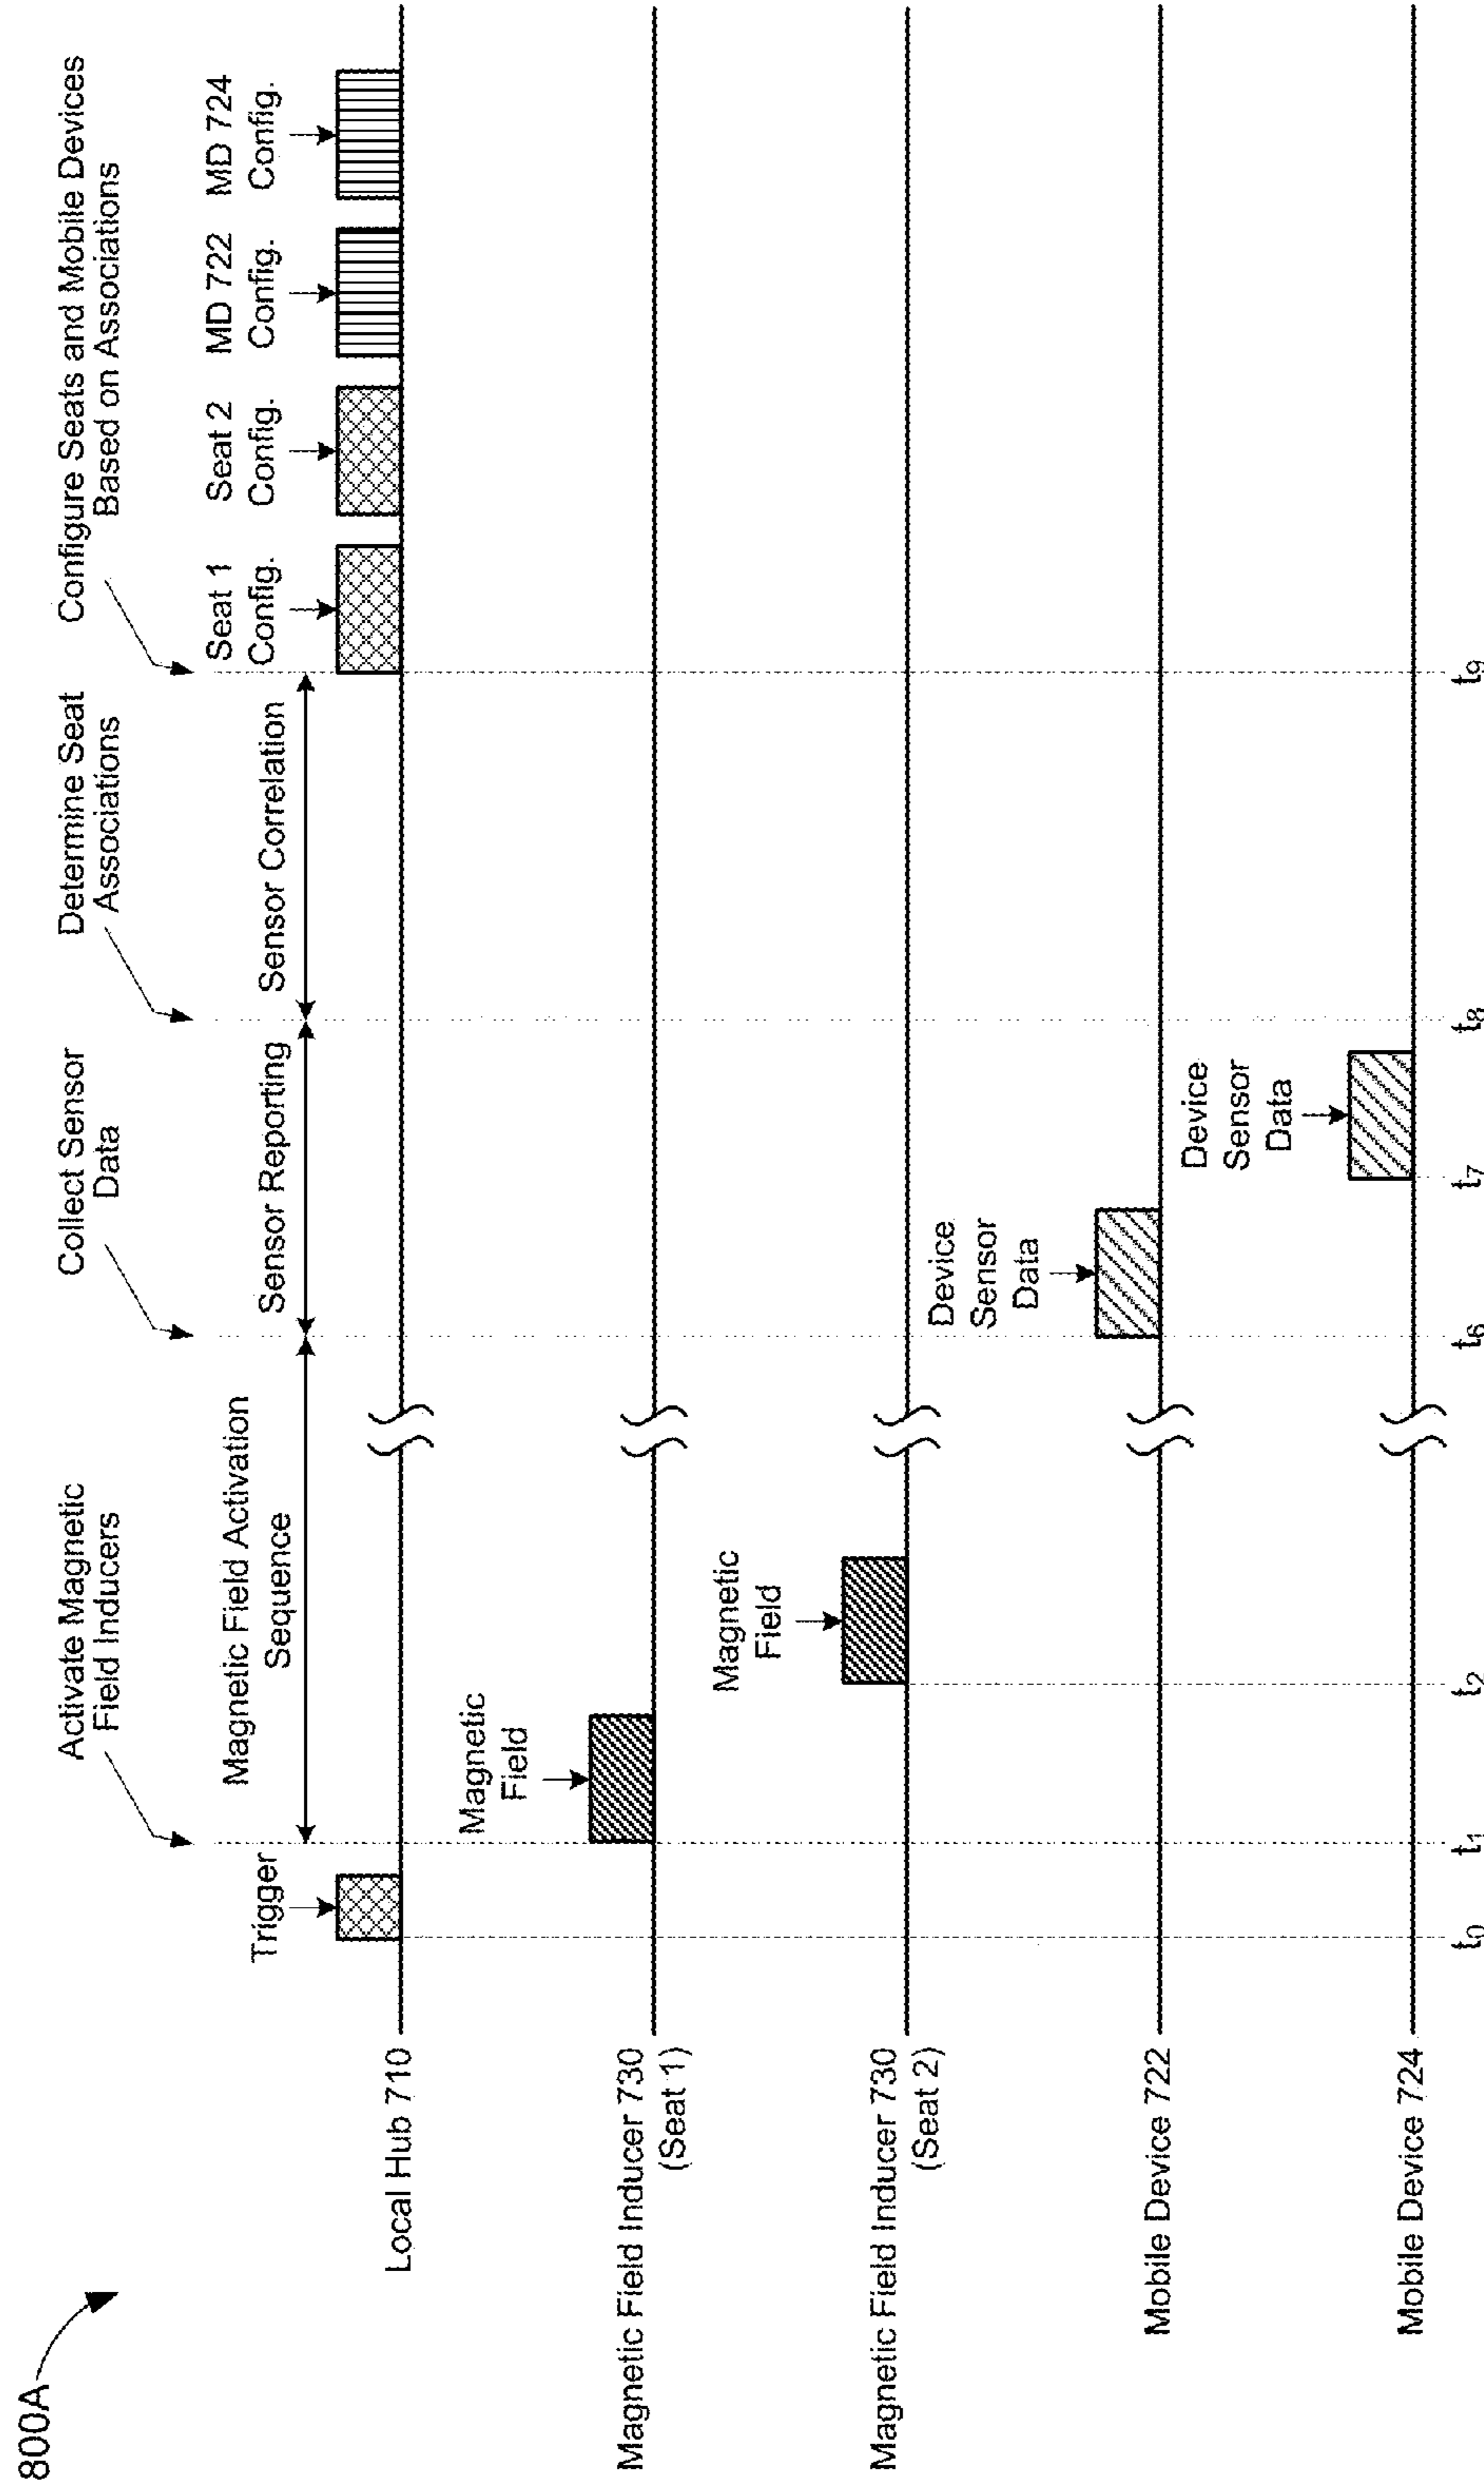 800A
Activate Magnetic
Field Inducers
Collect Sensor
Data
Determine Seat
Associations
Configure Seats and Mobile Devices
Based on Associations
Magnetic Field Activation
Sequence
Sensor Reporting
Sensor Correlation
Trigger
Seat 1
Config.
Seat 2
Config.
MD 722
Config.
MD 724
Config.
Local Hub 710
Magnetic
Field
Magnetic Field Inducer 730
(Seat 1)
Magnetic
Field
Magnetic Field Inducer 730
(Seat 2)
Device
Sensor
Data
Mobile Device 722
Device
Sensor
Data
Mobile Device 724
t0 t1 t2 t6 t7 t8 t9